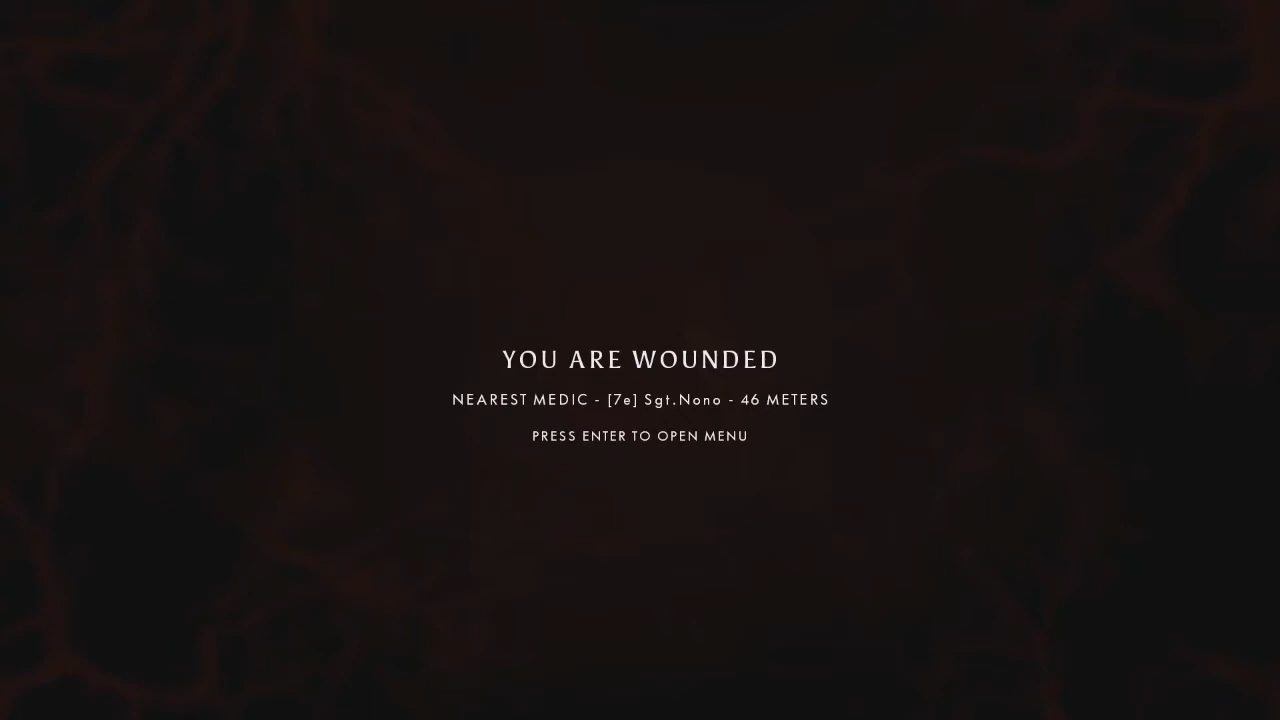 YOU ARE WOUNDED
NEAREST MEDIC - [7e] Sgt.Nono - 46 METERS
PRESS ENTER TO OPEN MENU